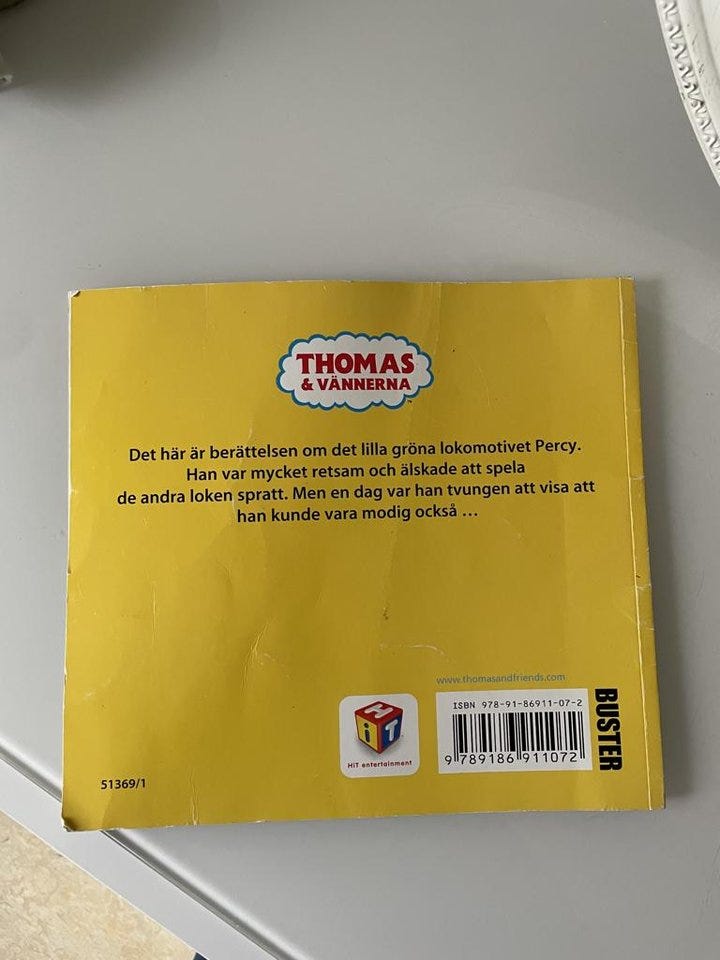 THOMAS
& VÄNNERNA
™
Det här är berättelsen om det lilla gröna lokomotivet Percy.
Han var mycket retsam och älskade att spela
de andra loken spratt. Men en dag var han tvungen att visa att
han kunde vara modig också ...
www.thomasandfriends.com
HiT
HiT entertainment
ISBN 978-91-86911-07-2
9 789186 911072
BUSTER
51369/1